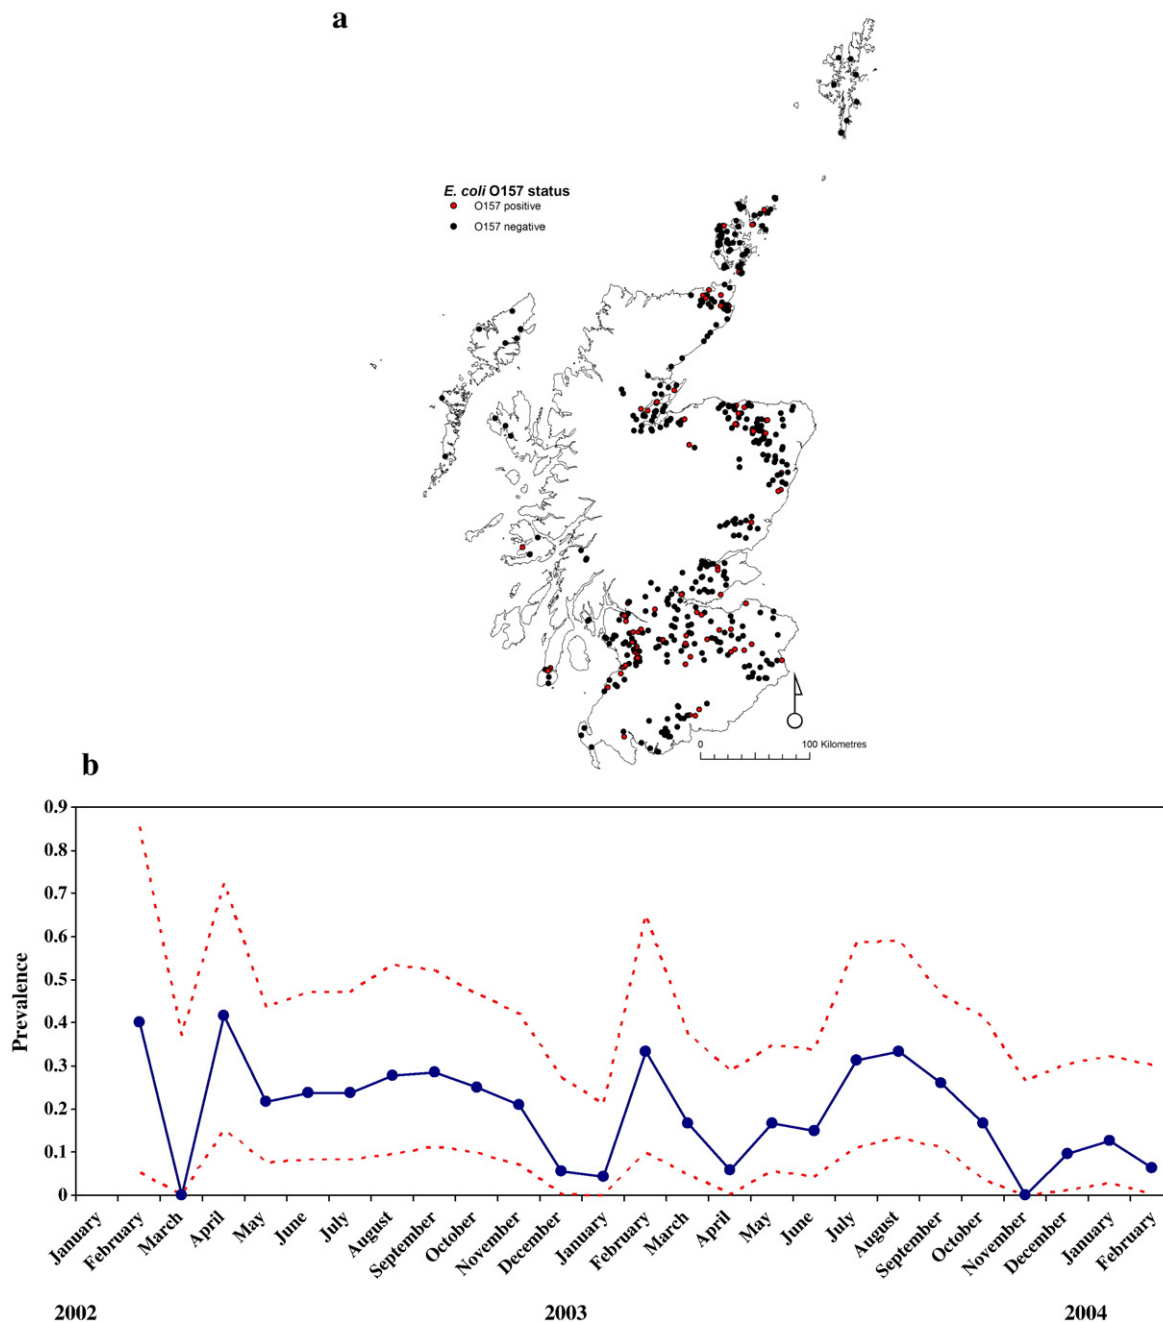 a
E. coli O157 status
O157 positive
O157 negative
0 100 Kilometres
b
0.9
0.8
0.7
0.6
0.5
0.4
0.3
0.2
0.1
0
Prevalence
January
February
March
April
May
June
July
August
September
October
November
December
January
February
March
April
May
June
July
August
September
October
November
December
January
February
2002 2003 2004